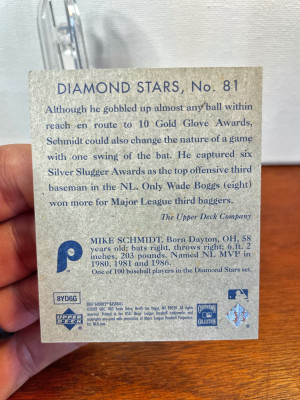 DIAMOND STARS, No. 81
Although he gobbled up almost any ball within
reach en route to 10 Gold Glove Awards,
Schmidt could also change the nature of a game
with one swing of the bat. He captured six
Silver Slugger Awards as the top offensive third
baseman in the NL. Only Wade Boggs (eight)
won more for Major League third baggers.
The Upper Deck Company
MIKE SCHMIDT, Born Dayton, OH, 58
years old; bats right, throws right; 6 ft. 2
inches, 203 pounds. Named NL MVP in
1980, 1981 and 1986.
One of 100 baseball players in the Diamond Stars set.
P
8YD6G
UPPER DECK